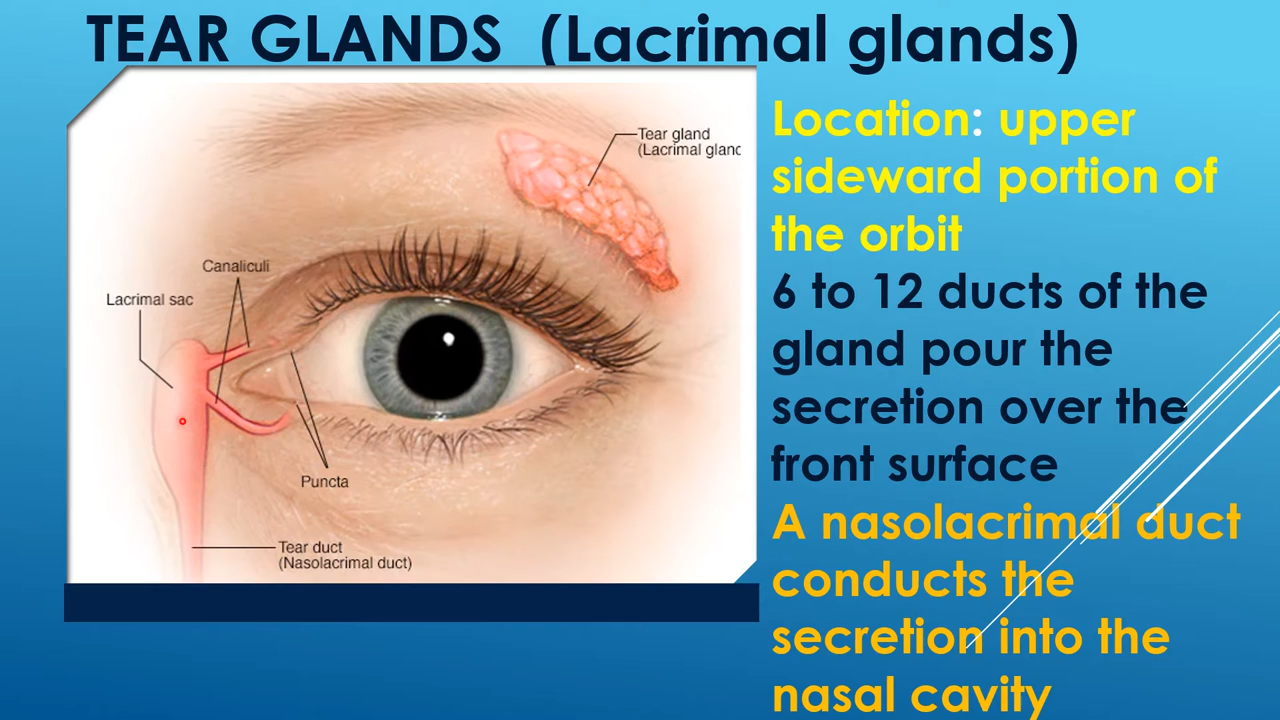 TEAR GLANDS (Lacrimal glands)
Tear gland
(Lacrimal glanc
Canaliculi
Lacrimal sac
Puncta
Tear duct
(Nasolacrimal duct)
Location: upper
sideward portion of
the orbit
6 to 12 ducts of the
gland pour the
secretion over the
front surface
A nasolacrimal duct
conducts the
secretion into the
nasal cavity